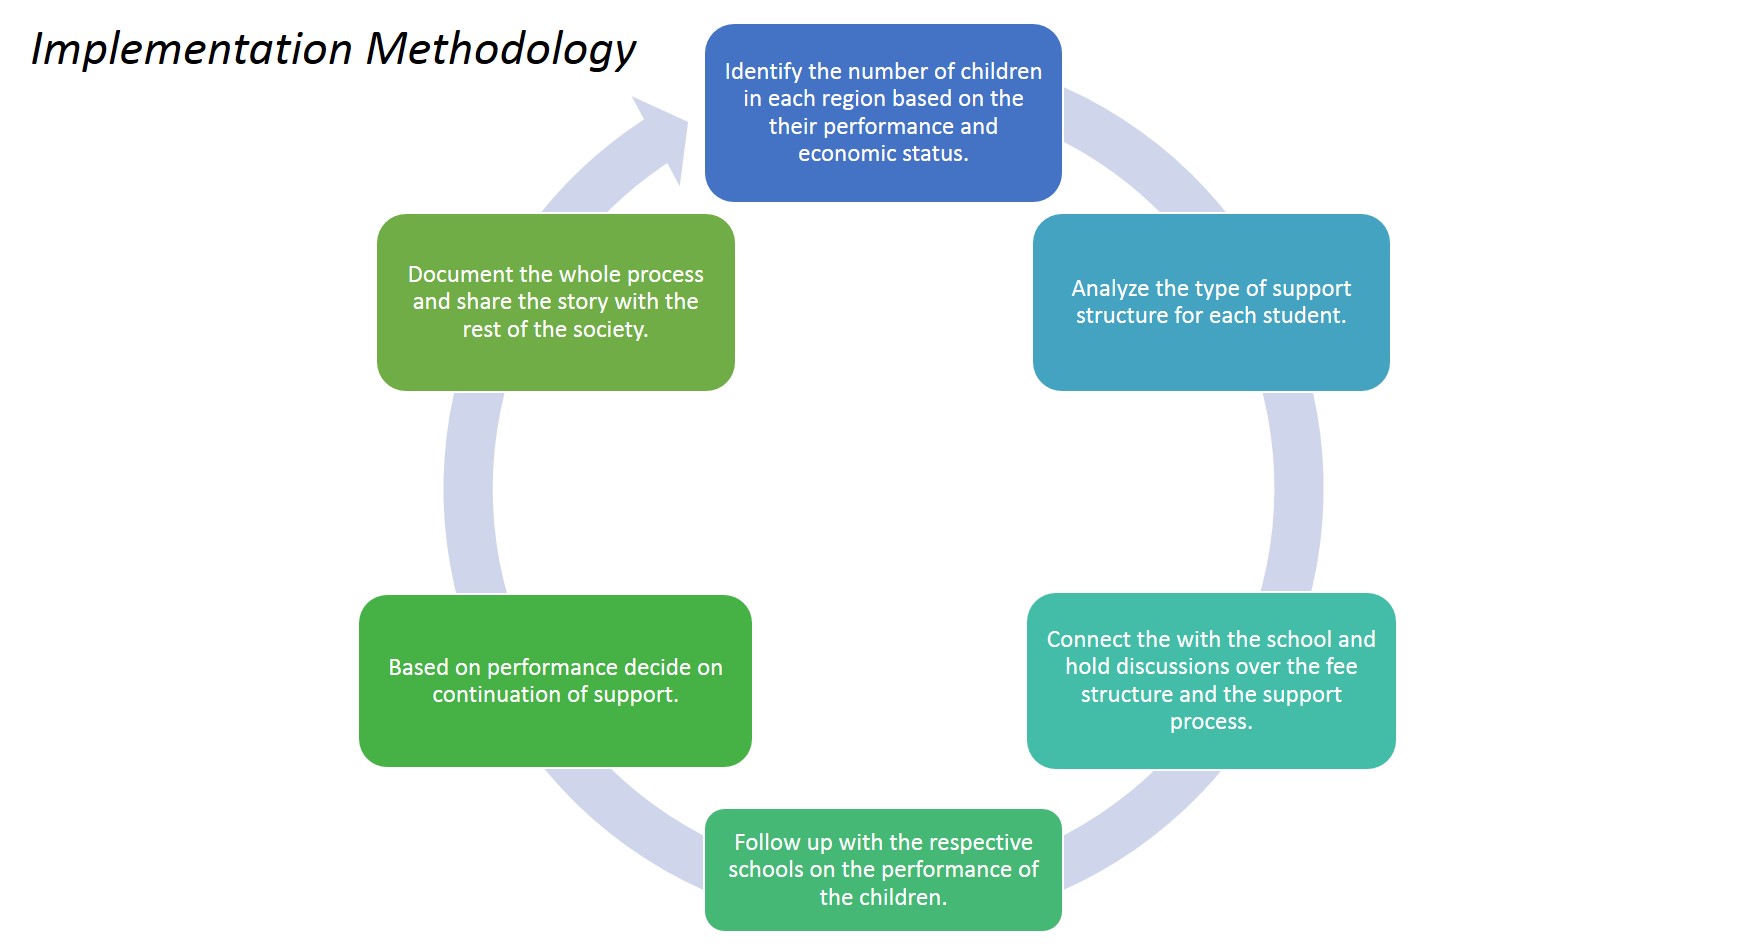 Implementation Methodology
Identify the number of children
in each region based on the
their performance and
economic status.
Analyze the type of support
structure for each student.
Connect the with the school and
hold discussions over the fee
structure and the support
process.
Follow up with the respective
schools on the performance of
the children.
Based on performance decide on
continuation of support.
Document the whole process
and share the story with the
rest of the society.